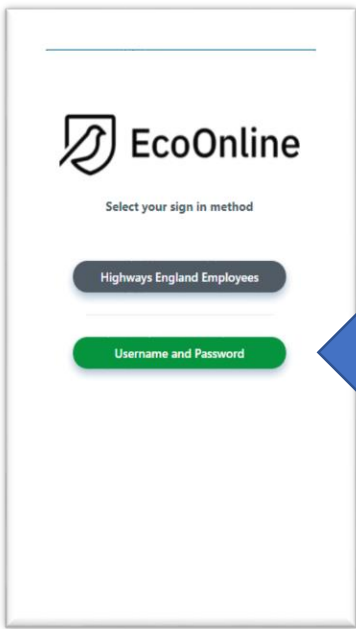 EcoOnline
Select your sign in method
Highways England Employees
Username and Password